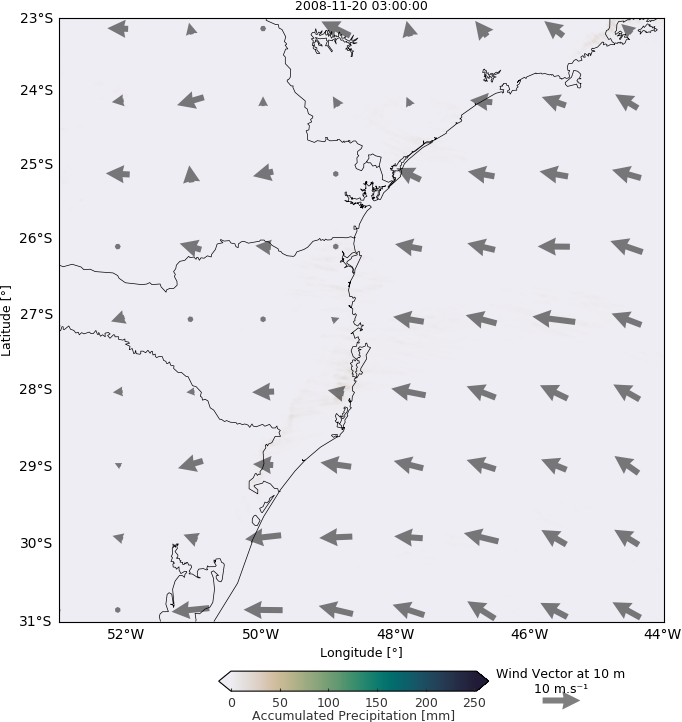 2008-11-20 03:00:00
23°S
24°S
25°S
26°S
27°S
28°S
29°S
30°S
31°S
Latitude [°]
52°W 50°W 48°W 46°W 44°W
Longitude [°]
0 50 100 150 200 250
Accumulated Precipitation [mm]
Wind Vector at 10 m
10 m.s⁻¹